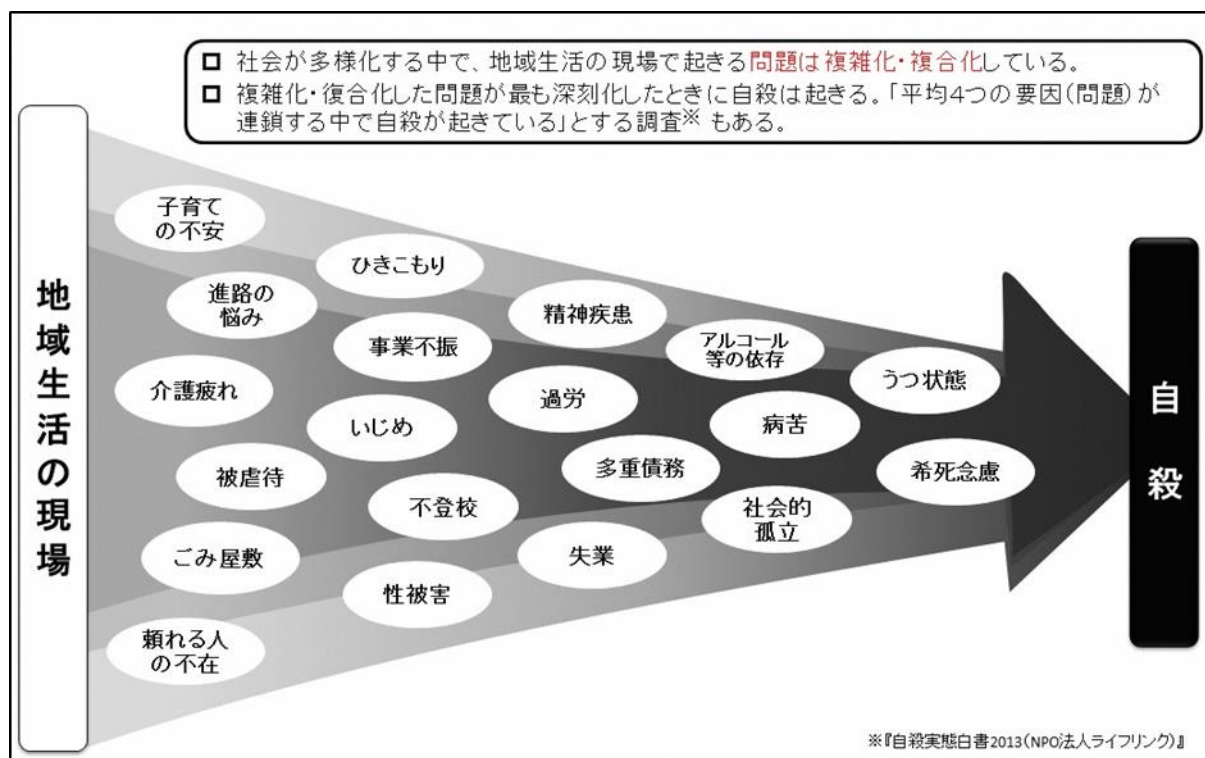 □ 社会が多様化する中で、地域生活の現場で起きる問題は複雑化・複合化している。
□ 複雑化・復合化した問題が最も深刻化したときに自殺は起きる。「平均4つの要因(問題)が
連鎖する中で自殺が起きている」とする調査※ もある。
地域生活の現場
子育て
の不安
ひきこもり
進路の
悩み
精神疾患
事業不振
アルコール
等の依存
うつ状態
介護疲れ
過労
いじめ
病苦
被虐待
多重債務
希死念慮
不登校
社会的
孤立
ごみ屋敷
失業
性被害
頼れる人
の不在
自殺
※『自殺実態白書2013(NPO法人ライフリンク)』